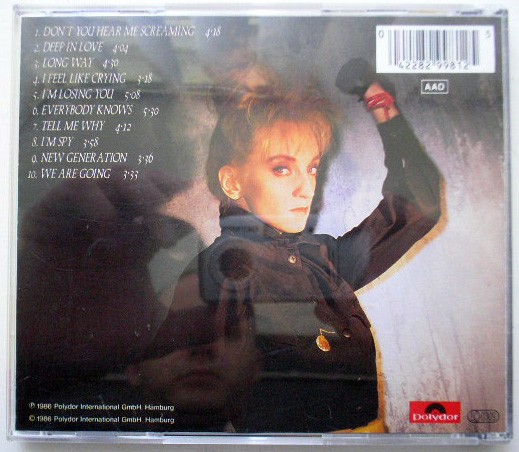 1. DON'T YOU HEAR ME SCREAMING 4·18
2. DEEP IN LOVE 4·04
3. LONG WAY 4·30
4. I FEEL LIKE CRYING 3·18
5. I'M LOSING YOU 5·08
6. EVERYBODY KNOWS 5·30
7. TELL ME WHY 4·12
8. I'M SPY 3·58
9. NEW GENERATION 3·36
10. WE ARE GOING 3·33
0 42282 99812 5
AAD
℗ 1986 Polydor International GmbH. Hamburg
© 1986 Polydor International GmbH. Hamburg
Polydor